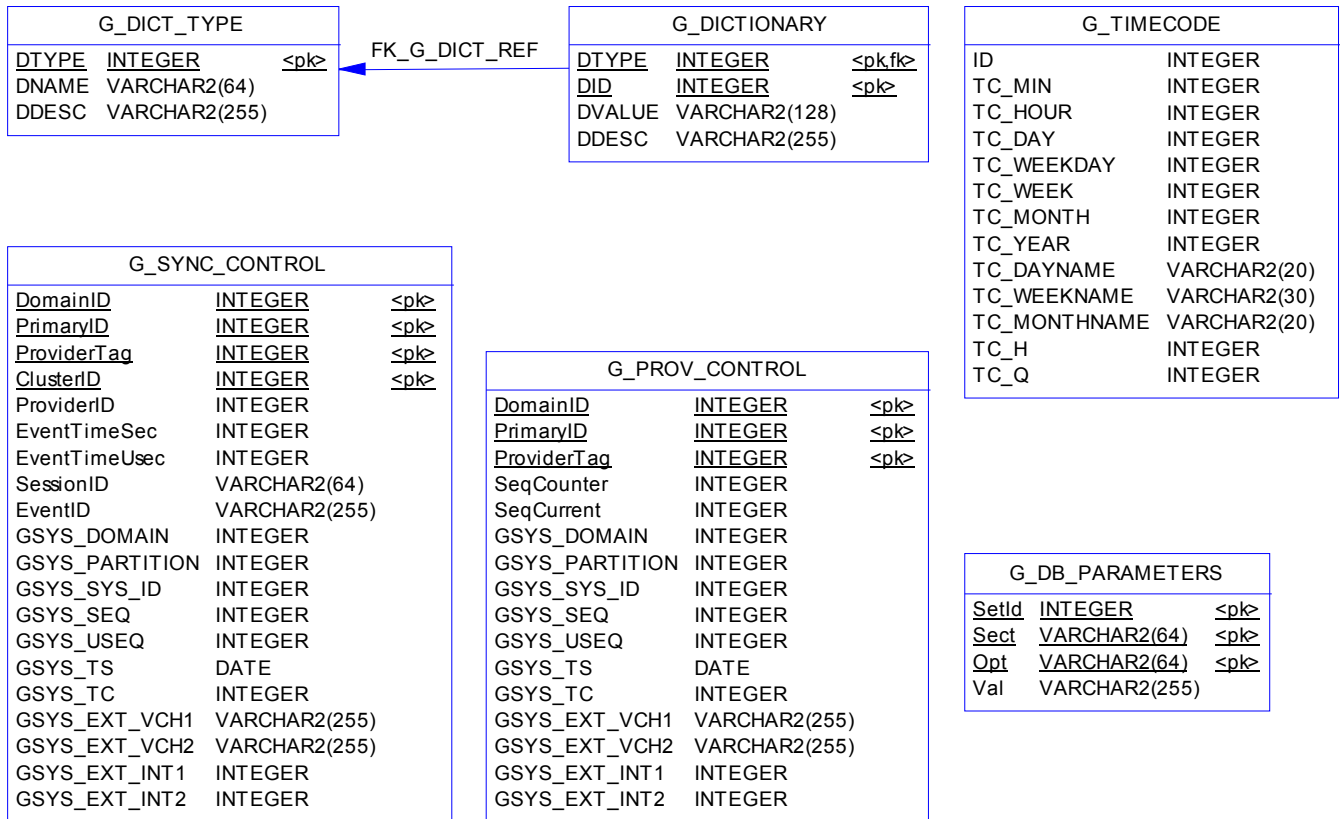 G_DICT_TYPE
DTYPE INTEGER <pk>
DNAME VARCHAR2(64)
DDESC VARCHAR2(255)
FK_G_DICT_REF
G_DICTIONARY
DTYPE INTEGER <pk,fk>
DID INTEGER <pk>
DVALUE VARCHAR2(128)
DDESC VARCHAR2(255)
G_TIMECODE
ID INTEGER
TC_MIN INTEGER
TC_HOUR INTEGER
TC_DAY INTEGER
TC_WEEKDAY INTEGER
TC_WEEK INTEGER
TC_MONTH INTEGER
TC_YEAR INTEGER
TC_DAYNAME VARCHAR2(20)
TC_WEEKNAME VARCHAR2(30)
TC_MONTHNAME VARCHAR2(20)
TC_H INTEGER
TC_Q INTEGER
G_SYNC_CONTROL
DomainID INTEGER <pk>
PrimaryID INTEGER <pk>
ProviderTag INTEGER <pk>
ClusterID INTEGER <pk>
ProviderID INTEGER
EventTimeSec INTEGER
EventTimeUsec INTEGER
SessionID VARCHAR2(64)
EventID VARCHAR2(255)
GSYS_DOMAIN INTEGER
GSYS_PARTITION INTEGER
GSYS_SYS_ID INTEGER
GSYS_SEQ INTEGER
GSYS_USEQ INTEGER
GSYS_TS DATE
GSYS_TC INTEGER
GSYS_EXT_VCH1 VARCHAR2(255)
GSYS_EXT_VCH2 VARCHAR2(255)
GSYS_EXT_INT1 INTEGER
GSYS_EXT_INT2 INTEGER
G_PROV_CONTROL
DomainID INTEGER <pk>
PrimaryID INTEGER <pk>
ProviderTag INTEGER <pk>
SeqCounter INTEGER
SeqCurrent INTEGER
GSYS_DOMAIN INTEGER
GSYS_PARTITION INTEGER
GSYS_SYS_ID INTEGER
GSYS_SEQ INTEGER
GSYS_USEQ INTEGER
GSYS_TS DATE
GSYS_TC INTEGER
GSYS_EXT_VCH1 VARCHAR2(255)
GSYS_EXT_VCH2 VARCHAR2(255)
GSYS_EXT_INT1 INTEGER
GSYS_EXT_INT2 INTEGER
G_DB_PARAMETERS
SetId INTEGER <pk>
Sect VARCHAR2(64) <pk>
Opt VARCHAR2(64) <pk>
Val VARCHAR2(255)